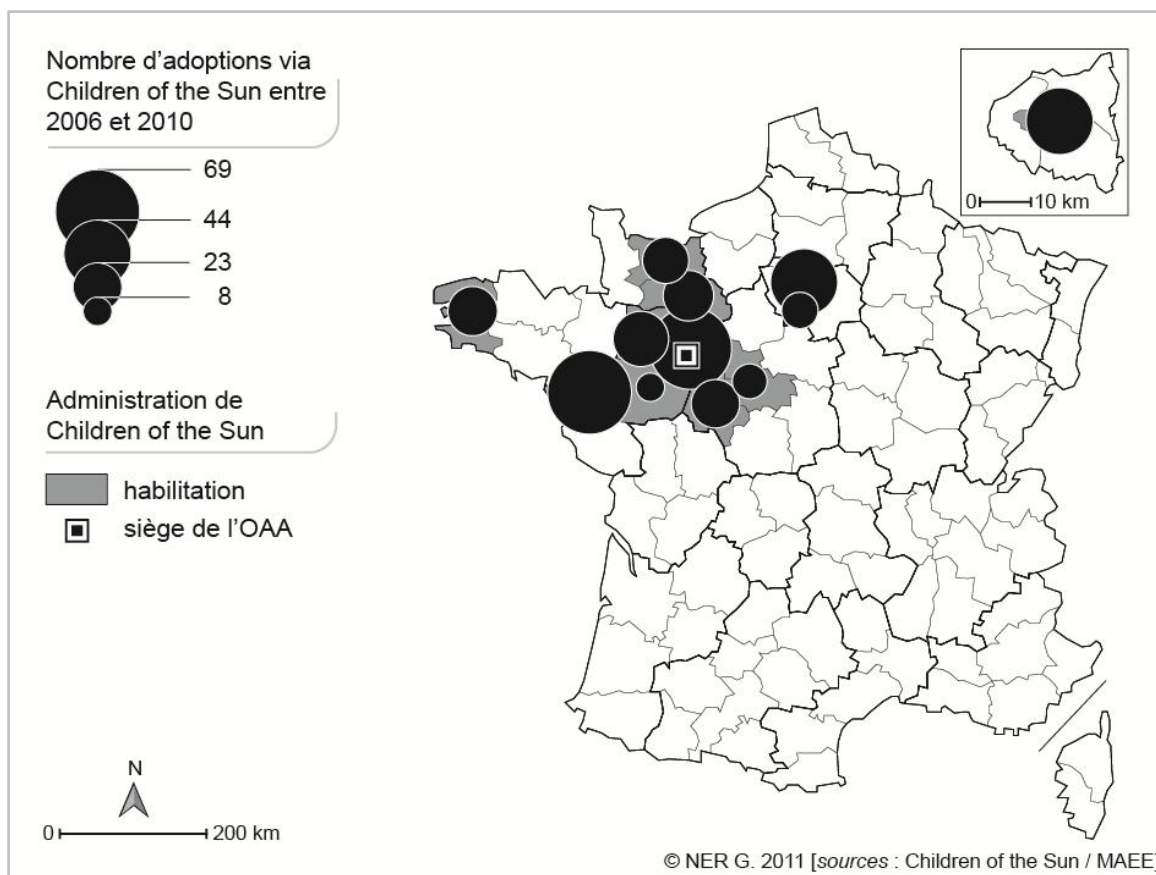 Nombre d’adoptions via
Children of the Sun entre
2006 et 2010
69
44
23
8
Administration de
Children of the Sun
habilitation
siège de l’OAA
N
0 200 km
0 10 km
© NER G. 2011 [sources : Children of the Sun / MAEE]